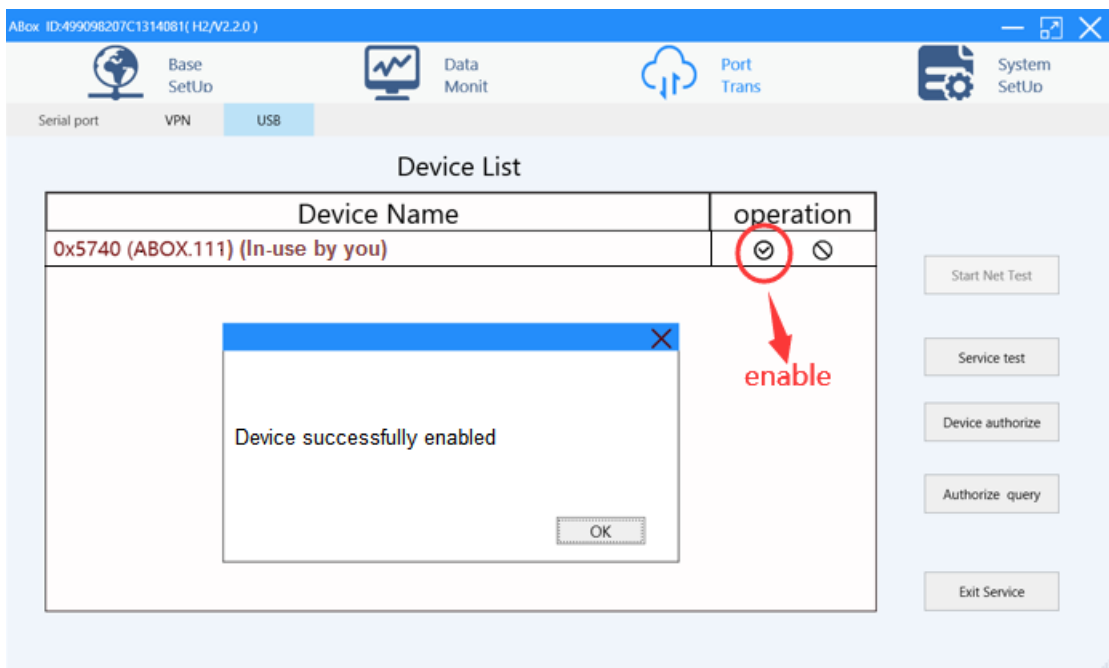 ABox ID:499098207C1314081( H2/V2.2.0 )
Base
SetUp
Data
Monit
Port
Trans
System
SetUp
Serial port
VPN
USB
Device List
Device Name
operation
0x5740 (ABOX.111) (In-use by you)
enable
Device successfully enabled
OK
Start Net Test
Service test
Device authorize
Authorize query
Exit Service